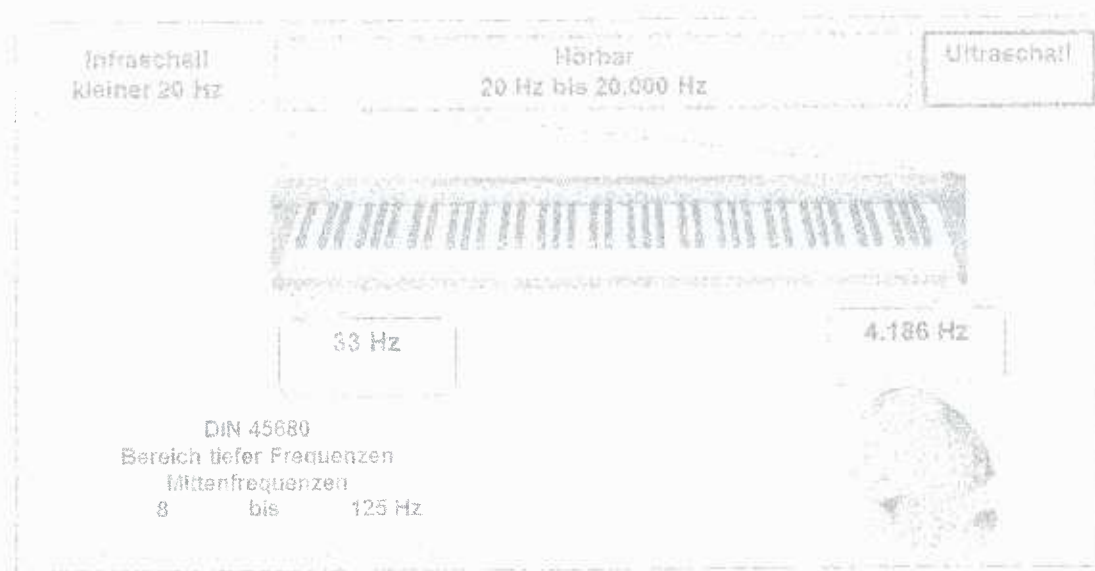 Infraschall
kleiner 20 Hz
Hörbar
20 Hz bis 20.000 Hz
Ultraschall
33 Hz
4.186 Hz
DIN 45680
Bereich tiefer Frequenzen
Mittenfrequenzen
8 bis 125 Hz